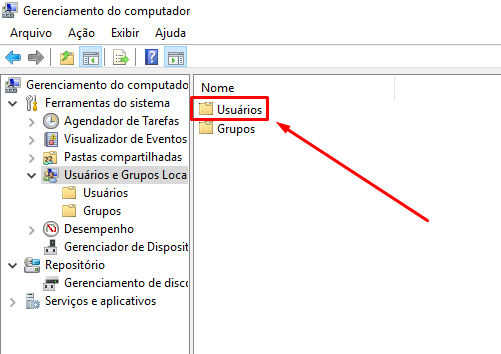 Gerenciamento do computador
Arquivo Ação Exibir Ajuda
Gerenciamento do computador
Ferramentas do sistema
Agendador de Tarefas
Visualizador de Eventos
Pastas compartilhadas
Usuários e Grupos Loca
Usuários
Grupos
Desempenho
Gerenciador de Disposit
Repositório
Gerenciamento de disco
Serviços e aplicativos
Nome
Usuários
Grupos